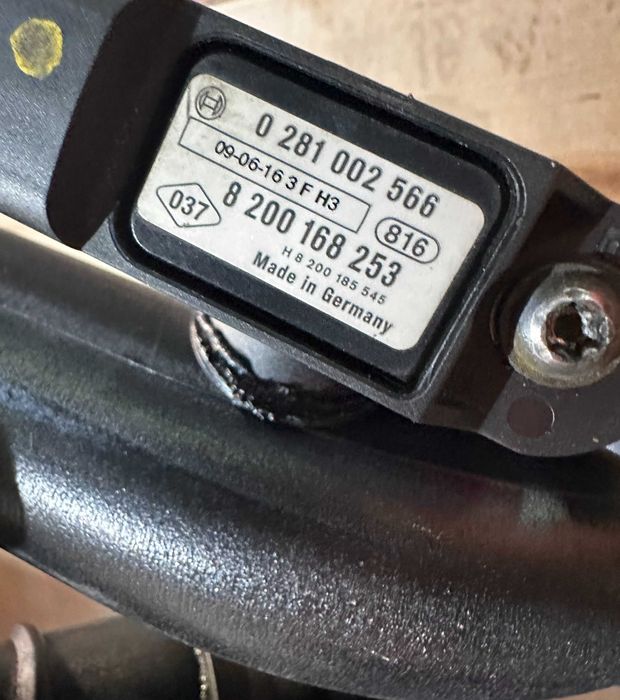 0 281 002 566
09-06-16 3 F H3
816
037
8 200 168 253
H 8 200 185 545
Made in Germany